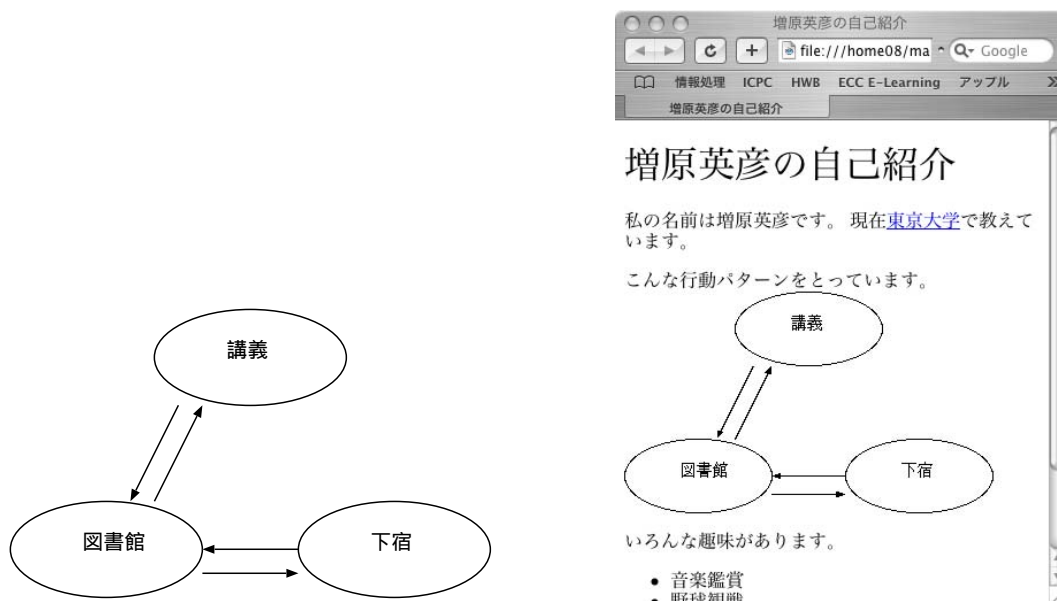 講義
図書館
下宿
増原英彦の自己紹介
file:///home08/ma
Google
情報処理 ICPC HWB ECC E-Learning アップル
増原英彦の自己紹介
増原英彦の自己紹介
私の名前は増原英彦です。 現在東京大学で教えて
います。
こんな行動パターンをとっています。
講義
図書館
下宿
いろんな趣味があります。
音楽鑑賞
野球観戦